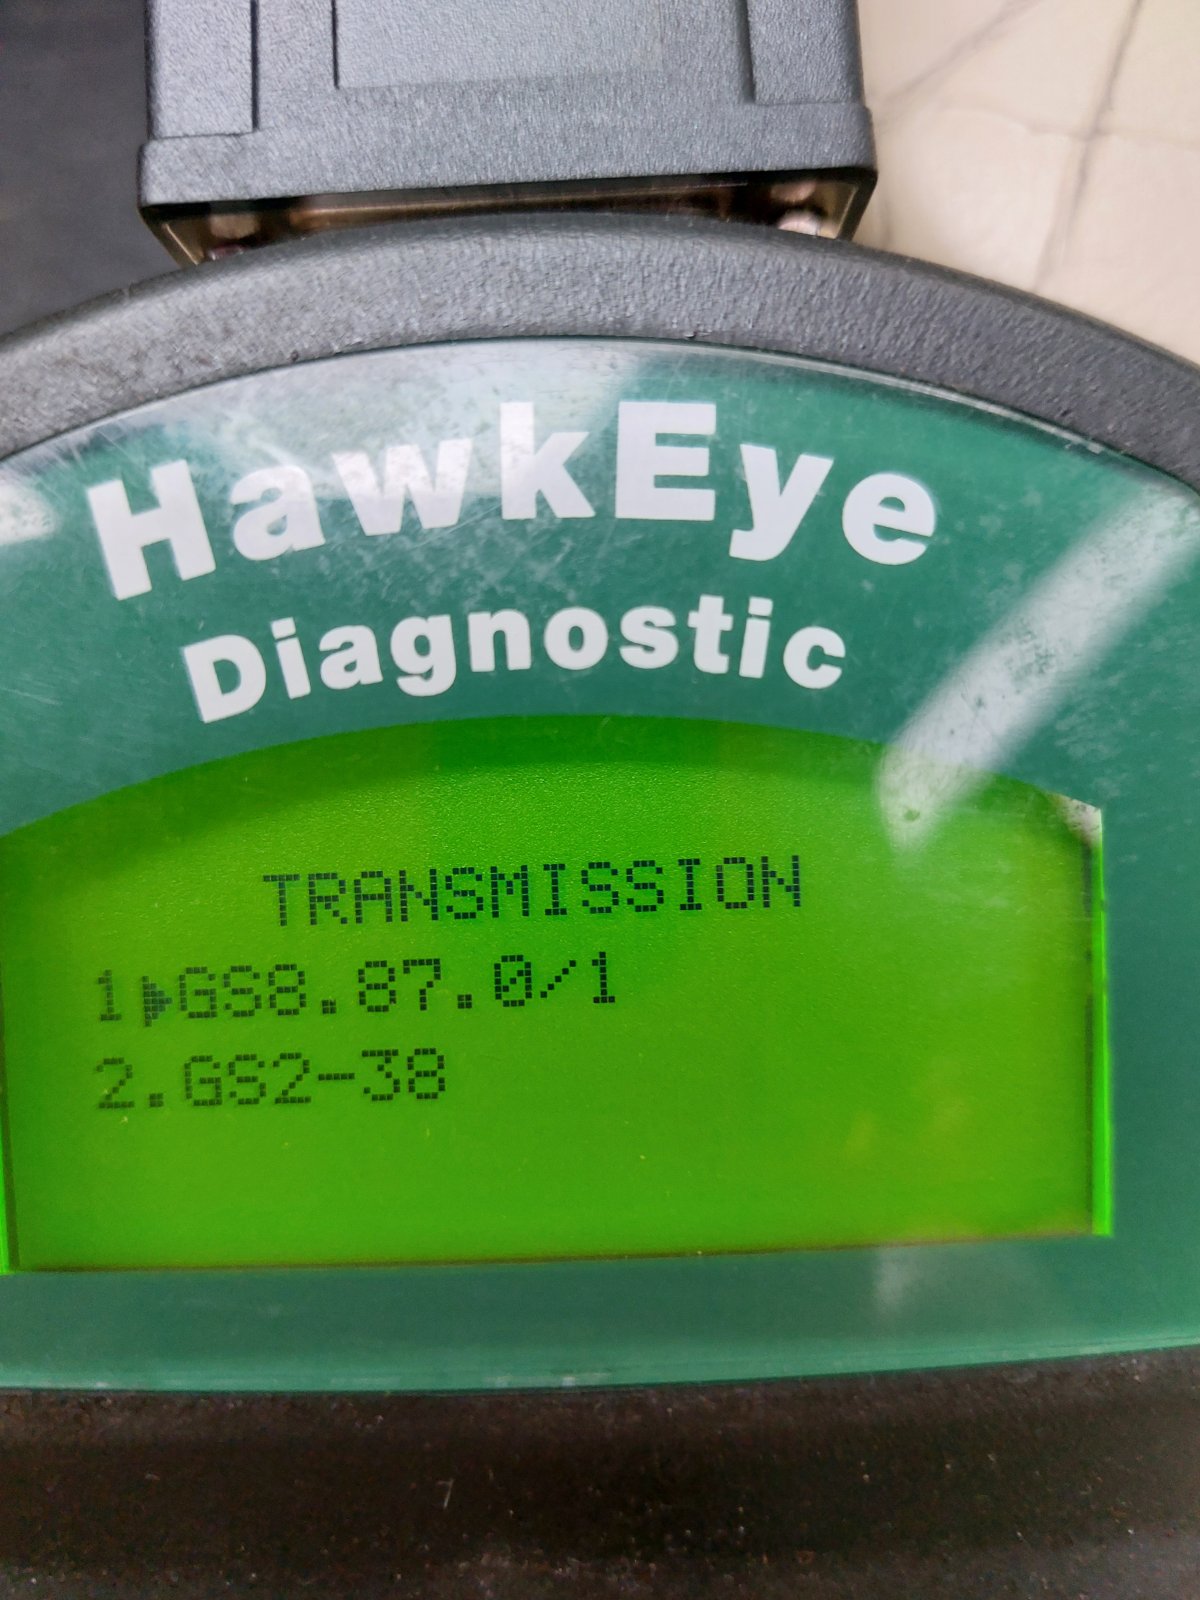 HawkEye
Diagnostic
TRANSMISSION
1▶GS8.87.0/1
2.GS2-38